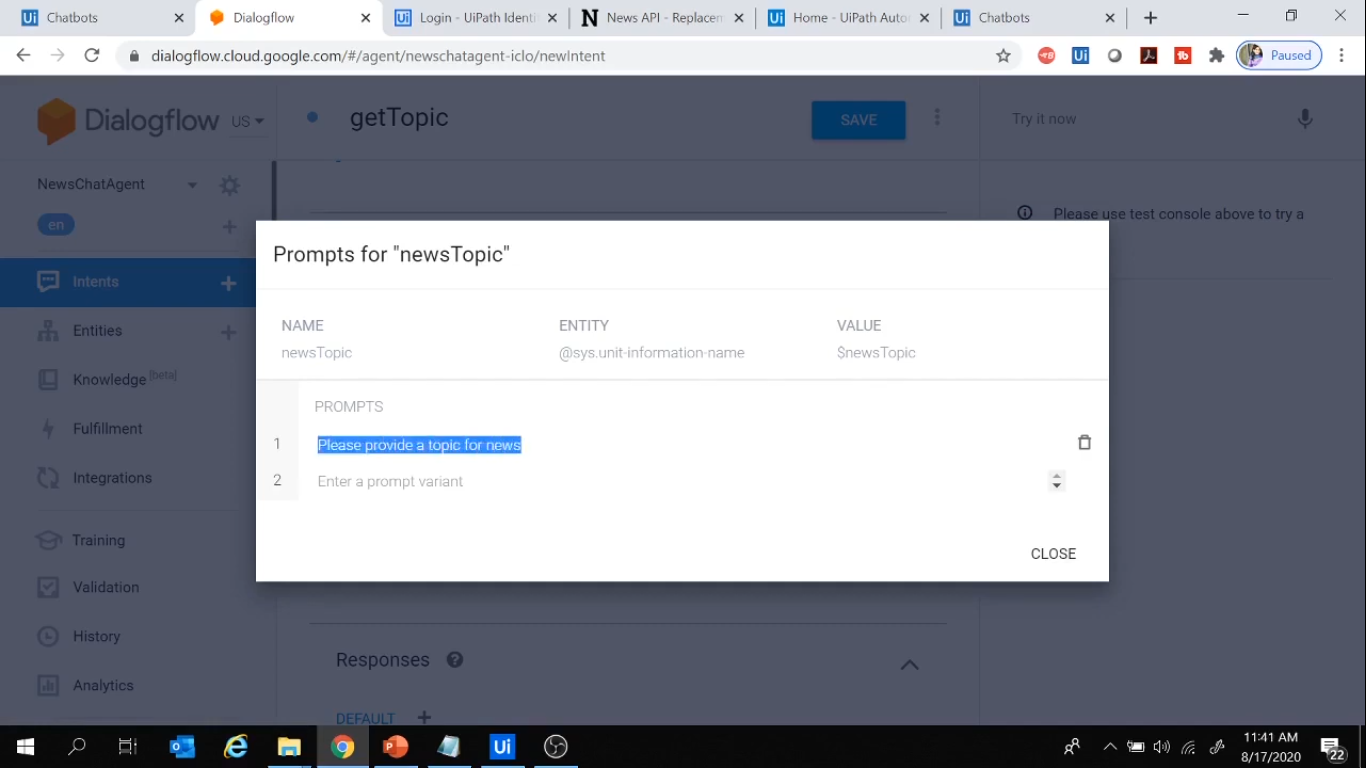 Chatbots
Dialogflow
Login - UiPath Identi
News API - Replacem
Home - UiPath Auto
Chatbots
dialogflow.cloud.google.com/#/agent/newschatagent-iclo/newIntent
Paused
Dialogflow
US
getTopic
SAVE
Try it now
NewsChatAgent
en
Please use test console above to try a
Intents
Entities
Knowledge [beta]
Fulfillment
Integrations
Training
Validation
History
Analytics
Prompts for "newsTopic"
NAME ENTITY VALUE
newsTopic @sys.unit-information-name $newsTopic
PROMPTS
1 Please provide a topic for news
2 Enter a prompt variant
CLOSE
Responses
DEFAULT
11:41 AM
8/17/2020
22